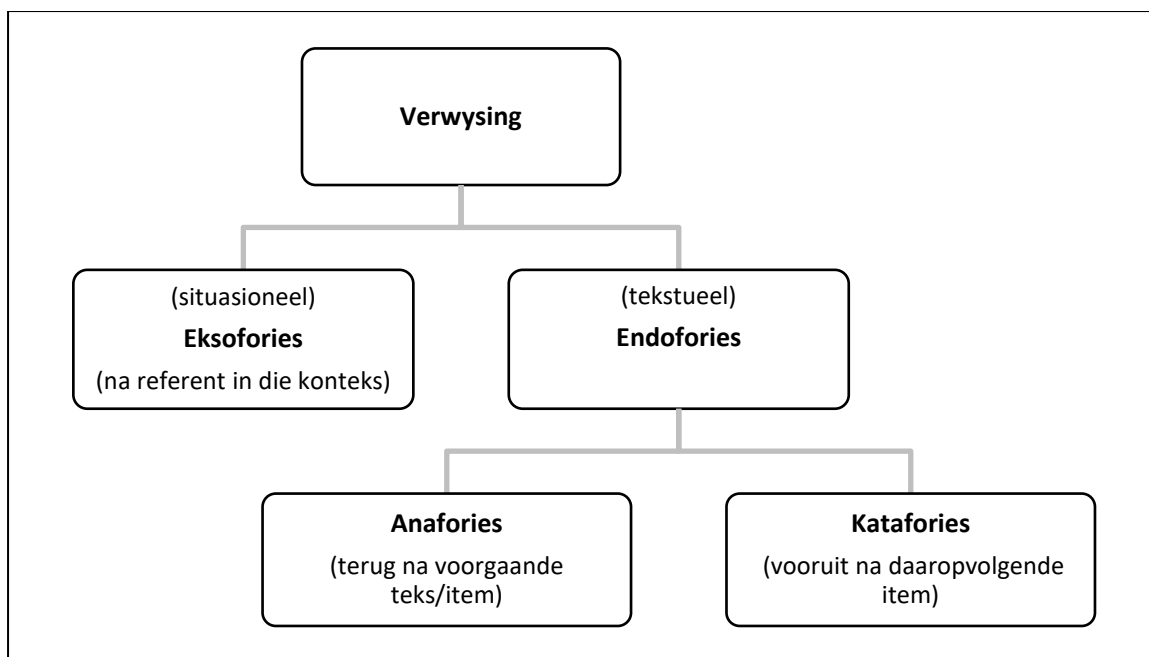 Verwysing
(situasioneel)
Eksofories
(na referent in die konteks)
(tekstueel)
Endofories
Anafories
(terug na voorgaande
teks/item)
Katafories
(vooruit na daaropvolgende
item)